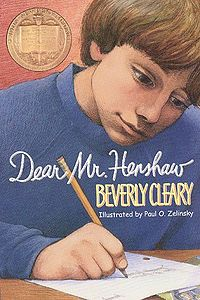 Dear Mr. Henshaw
BEVERLY CLEARY
Illustrated by Paul O. Zelinsky